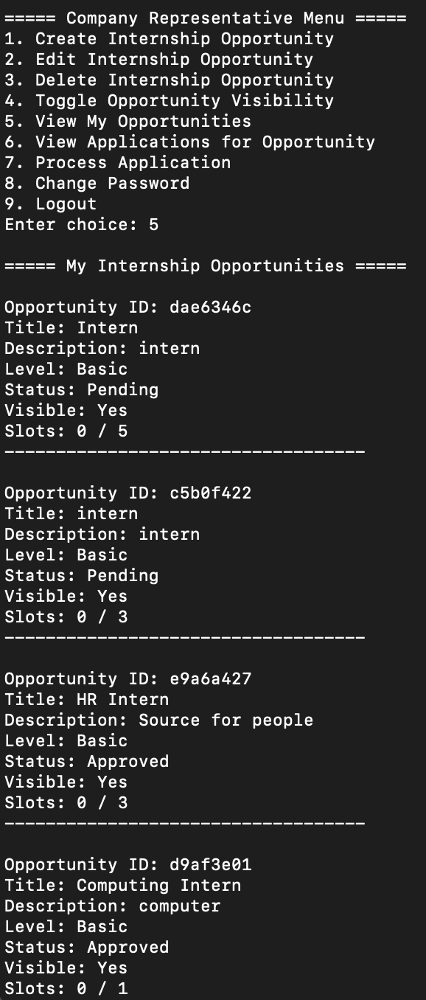 ===== Company Representative Menu =====
1. Create Internship Opportunity
2. Edit Internship Opportunity
3. Delete Internship Opportunity
4. Toggle Opportunity Visibility
5. View My Opportunities
6. View Applications for Opportunity
7. Process Application
8. Change Password
9. Logout
Enter choice: 5
===== My Internship Opportunities =====
Opportunity ID: dae6346c
Title: Intern
Description: intern
Level: Basic
Status: Pending
Visible: Yes
Slots: 0 / 5
-----------------------------------
Opportunity ID: c5b0f422
Title: intern
Description: intern
Level: Basic
Status: Pending
Visible: Yes
Slots: 0 / 3
-----------------------------------
Opportunity ID: e9a6a427
Title: HR Intern
Description: Source for people
Level: Basic
Status: Approved
Visible: Yes
Slots: 0 / 3
-----------------------------------
Opportunity ID: d9af3e01
Title: Computing Intern
Description: computer
Level: Basic
Status: Approved
Visible: Yes
Slots: 0 / 1